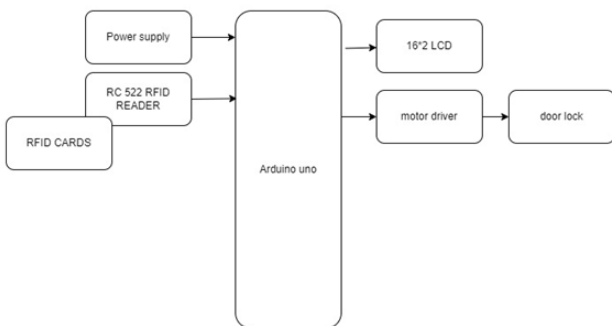 Power supply
RC 522 RFID
READER
RFID CARDS
Arduino uno
16*2 LCD
motor driver
door lock